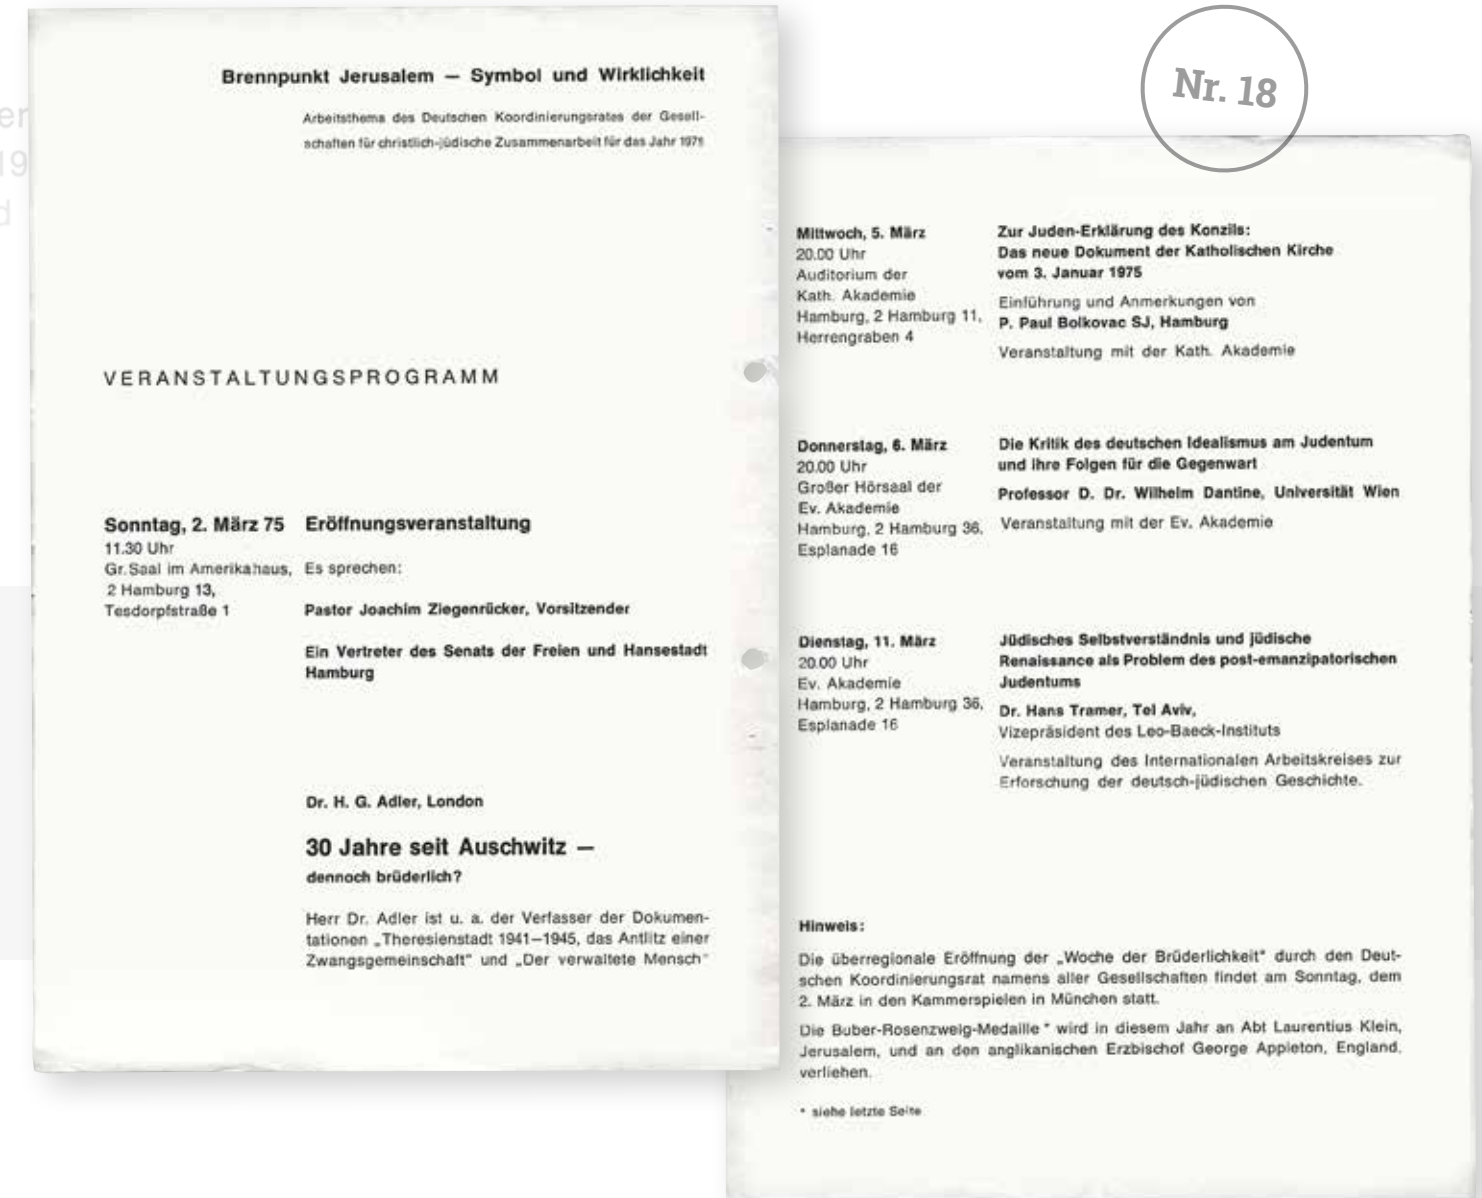 Brennpunkt Jerusalem — Symbol und Wirklichkeit
Arbeitsthema des Deutschen Koordinierungsrates der Gesell-
schaften für christlich-jüdische Zusammenarbeit für das Jahr
VERANSTALTUNGSPROGRAMM
Sonntag, 2. März 75
11.30 Uhr
Gr. Saal im Amerikahaus,
2 Hamburg 13,
Tesdorpfstraße 1
Eröffnungsveranstaltung
Es sprechen:
Pastor Joachim Ziegenrücker, Vorsitzender
Ein Vertreter des Senats der Freien und Hansestadt
Hamburg
Dr. H. G. Adler, London
30 Jahre seit Auschwitz —
dennoch brüderlich?
Herr Dr. Adler ist u. a. der Verfasser der Dokumen-
tationen „Theresienstadt 1941—1945, das Antlitz einer
Zwangsgemeinschaft" und „Der verwaltete Mensch"
Nr. 18
Mittwoch, 5. März
20.00 Uhr
Auditorium der
Kath. Akademie
Hamburg, 2 Hamburg 11,
Herrengraben 4
Zur Juden-Erklärung des Konzils:
Das neue Dokument der Katholischen Kirche
vom 3. Januar 1975
Einführung und Anmerkungen von
P. Paul Bolkovac SJ, Hamburg
Veranstaltung mit der Kath. Akademie
Donnerstag, 6. März
20.00 Uhr
Großer Hörsaal der
Ev. Akademie
Hamburg, 2 Hamburg 36,
Esplanade 16
Die Kritik des deutschen Idealismus am Judentum
und ihre Folgen für die Gegenwart
Professor D. Dr. Wilhelm Dantine, Universität Wien
Veranstaltung mit der Ev. Akademie
Dienstag, 11. März
20.00 Uhr
Ev. Akademie
Hamburg, 2 Hamburg 36,
Esplanade 16
Jüdisches Selbstverständnis und jüdische
Renaissance als Problem des post-emanzipatorischen
Judentums
Dr. Hans Tramer, Tel Aviv,
Vizepräsident des Leo-Baeck-Instituts
Veranstaltung des Internationalen Arbeitskreises zur
Erforschung der deutsch-jüdischen Geschichte.
Hinweis:
Die überregionale Eröffnung der „Woche der Brüderlichkeit" durch den Deut-
schen Koordinierungsrat namens aller Gesellschaften findet am Sonntag, dem
2. März in den Kammerspielen in München statt.
Die Buber-Rosenzweig-Medaille * wird in diesem Jahr an Abt Laurentius Klein,
Jerusalem, und an den anglikanischen Erzbischof George Appleton, England,
verliehen.
* siehe letzte Seite